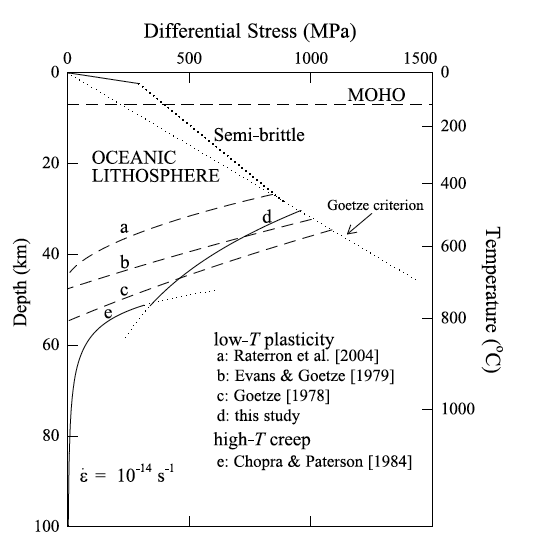 Differential Stress (MPa)
0 500 1000 1500
0 0
MOHO
200
Semi-brittle
20
OCEANIC
LITHOSPHERE
400
Goetze criterion
d
a
40
600
b
c
e
60
800
80
1000
100
Depth (km)
Temperature (°C)
low-T plasticity
a: Raterron et al. [2004]
b: Evans & Goetze [1979]
c: Goetze [1978]
d: this study
high-T creep
e: Chopra & Paterson [1984]
ε̇ = 10⁻¹⁴ s⁻¹